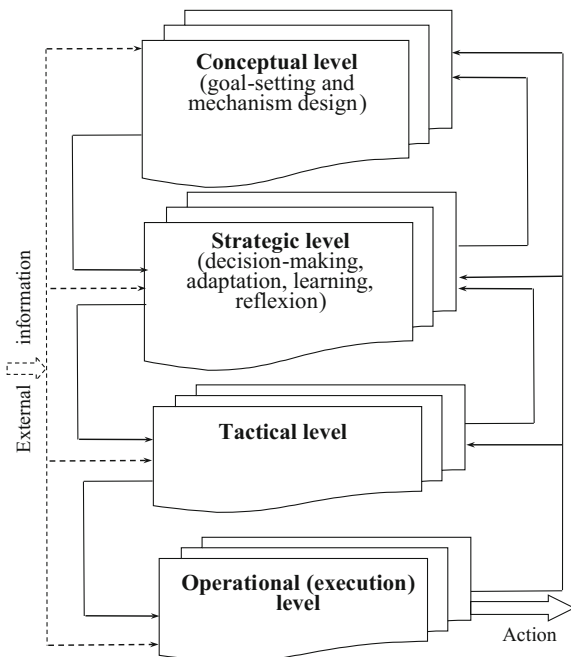 Conceptual level
(goal-setting and
mechanism design)
Strategic level
(decision-making,
adaptation, learning,
reflexion)
External information
Tactical level
Operational (execution)
level
Action